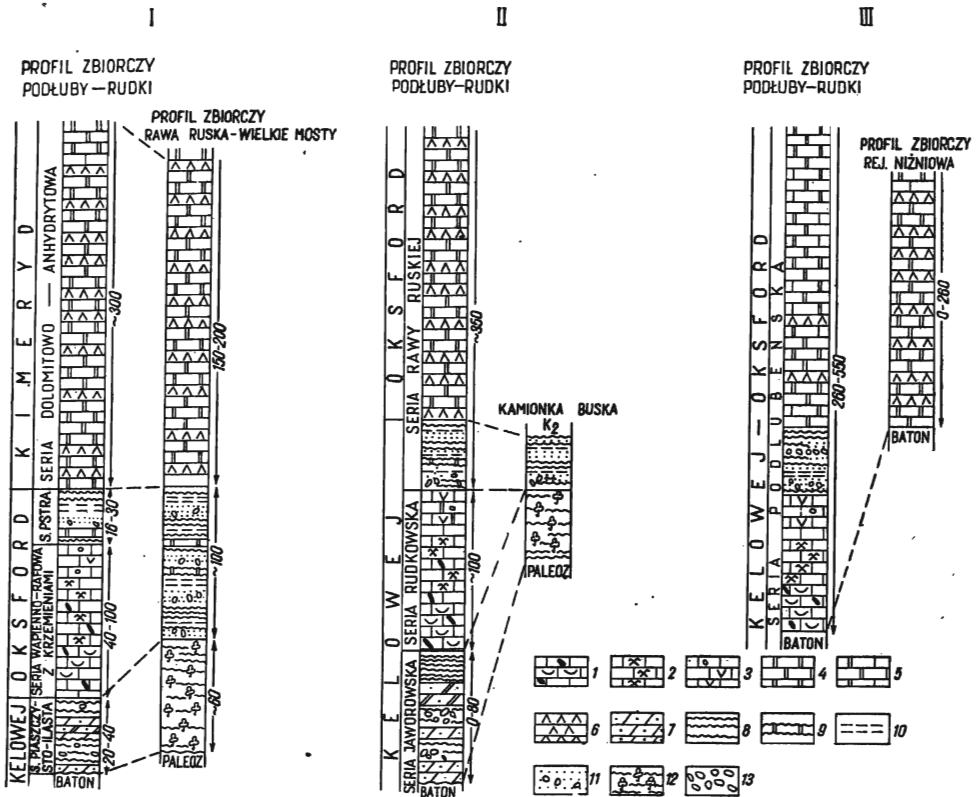 I
PROFIL ZBIORCZY
PODŁUBY—RUDKI
PROFIL ZBIORCZY
RAWA RUSKA-WIELKIE MOSTY
KIMERYD
SERIA DOLOMITOWO — ANHYDRYTOWA
~300
150-200
OKSFORD
S. PSTRA
16-30
SERIA WAPIENNO-RAFOWA
Z KRZEMIENIAMI
40-100
~100
KELOWEJ
S. PIASZCZY-
STO-ILASTA
20-40
~60
BATON
PALEOZ
II
PROFIL ZBIORCZY
PODŁUBY—RUDKI
OKSFORD
SERIA RAWY RUSKIEJ
~350
KAMIONKA BUSKA
K2
KELOWEJ
SERIA RUDKOWSKA
~100
SERIA JAWOROWSKA
0-80
BATON
PALEOZ
III
PROFIL ZBIORCZY
PODŁUBY—RUDKI
PROFIL ZBIORCZY
REJ. NIŻNIOWA
KELOWEJ — OKSFORD
SERIA PODLUBEŃSKA
260-550
0-260
BATON
BATON
1
2
3
4
5
6
7
8
9
10
11
12
13